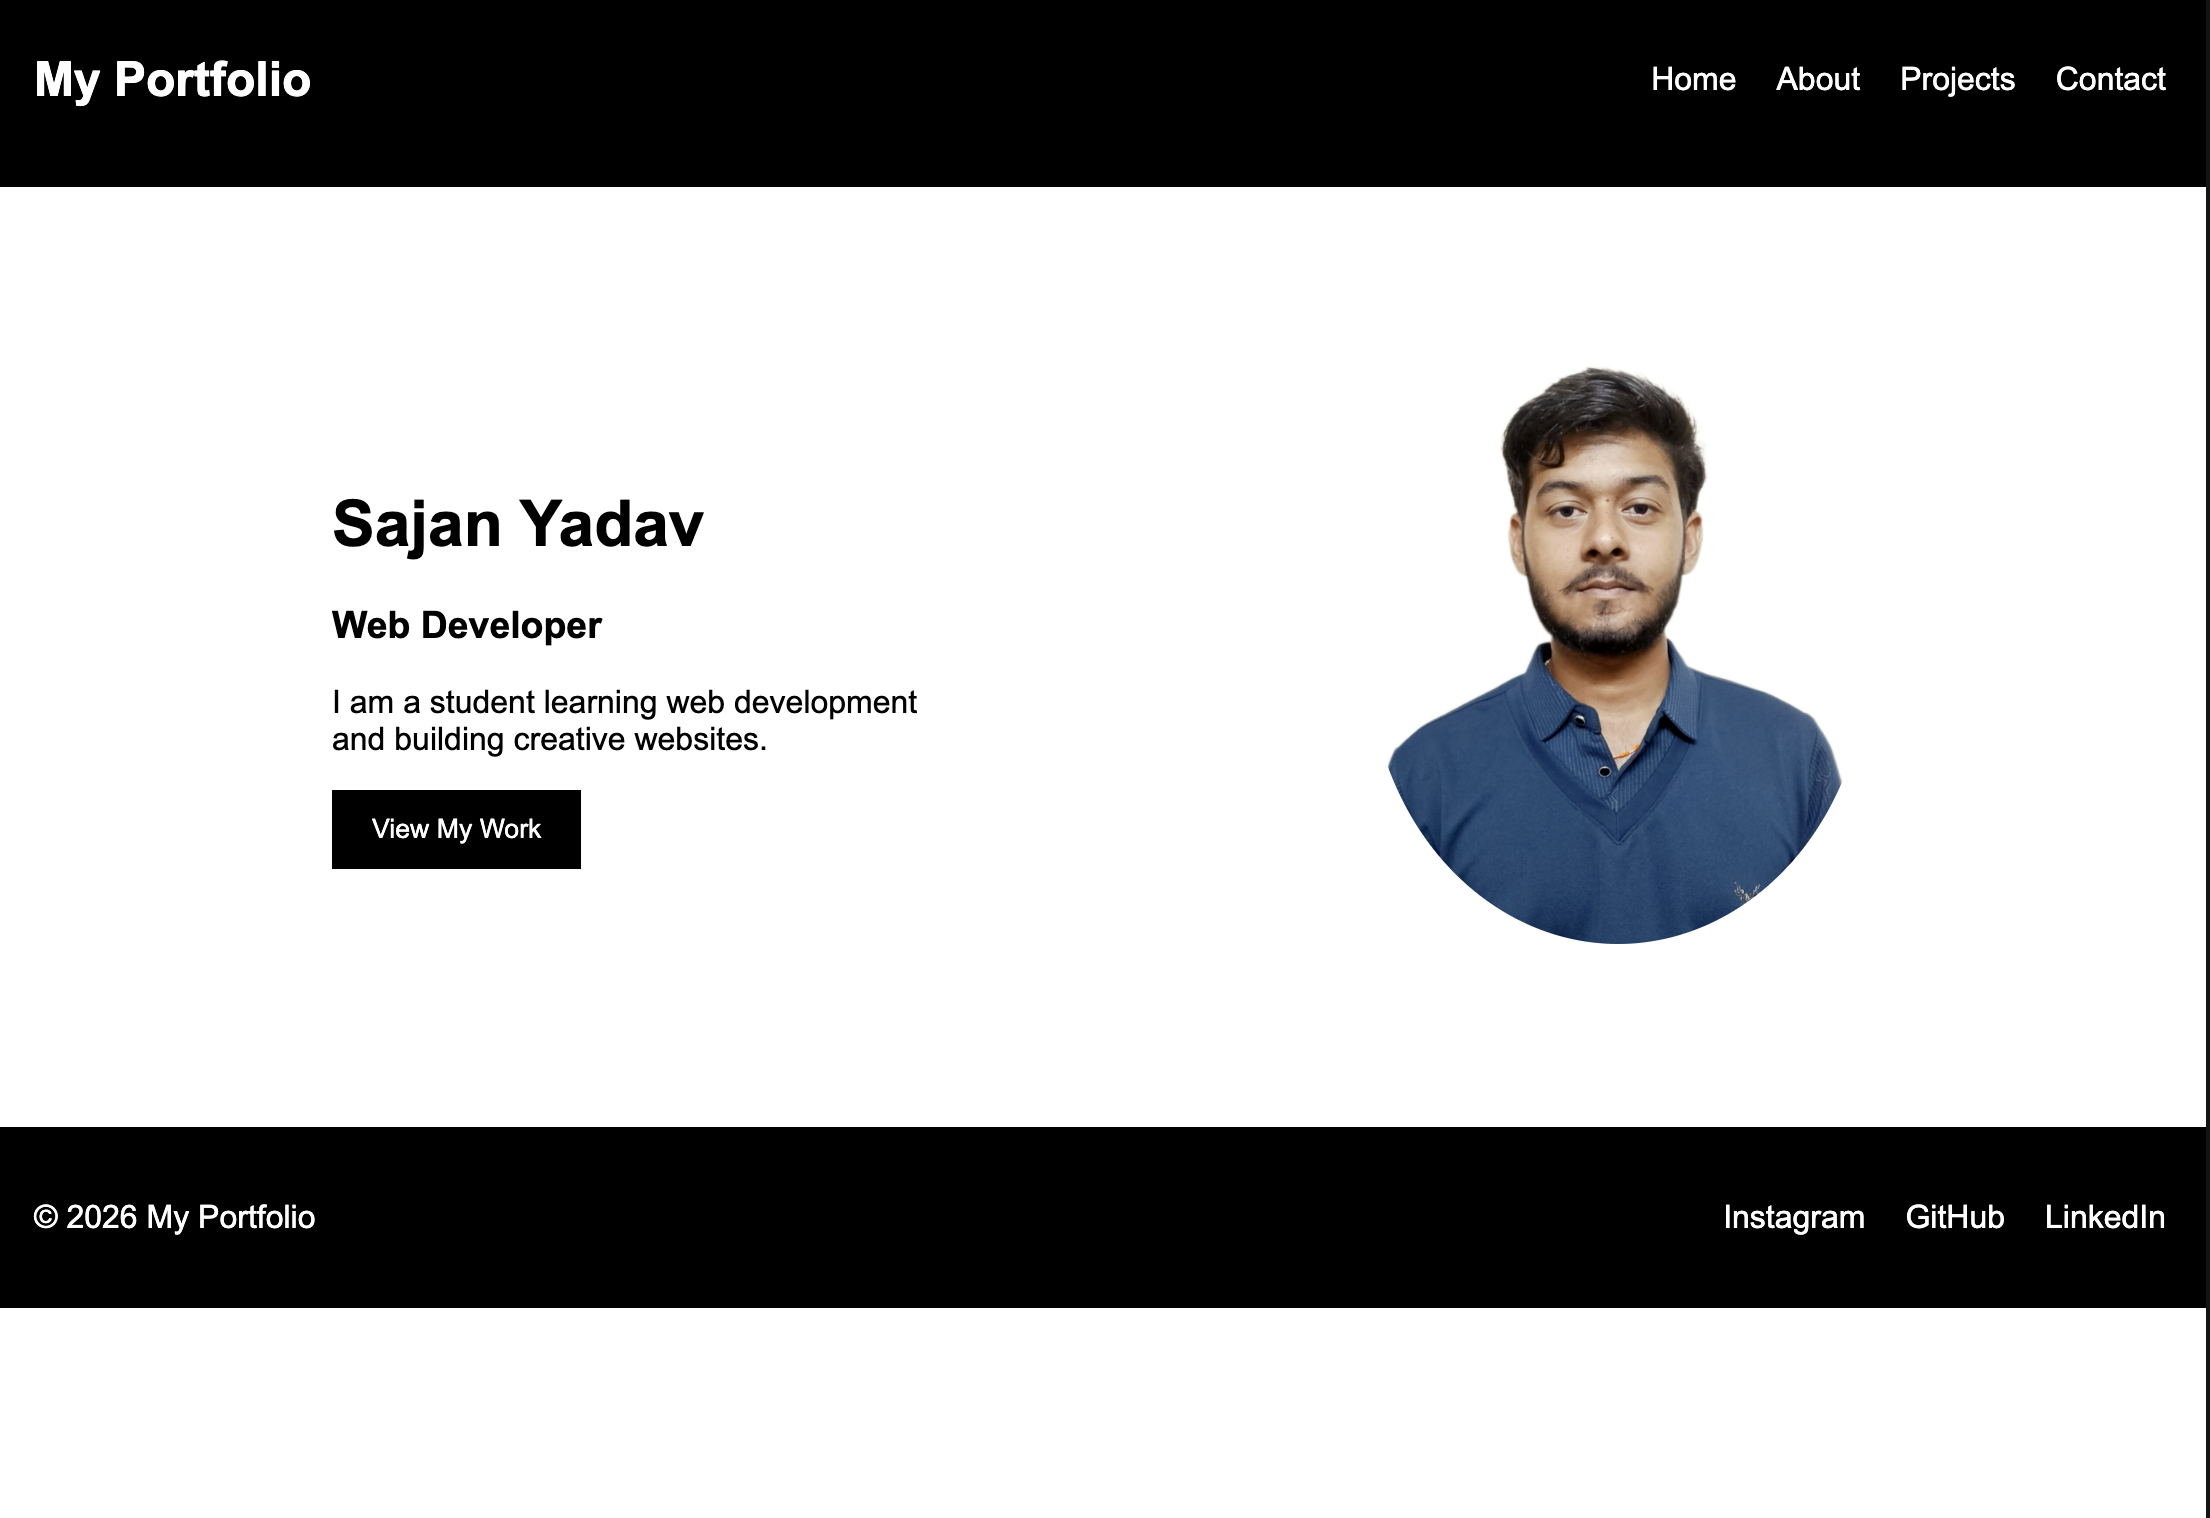 My Portfolio
Home About Projects Contact
Sajan Yadav
Web Developer
I am a student learning web development
and building creative websites.
View My Work
© 2026 My Portfolio
Instagram GitHub LinkedIn